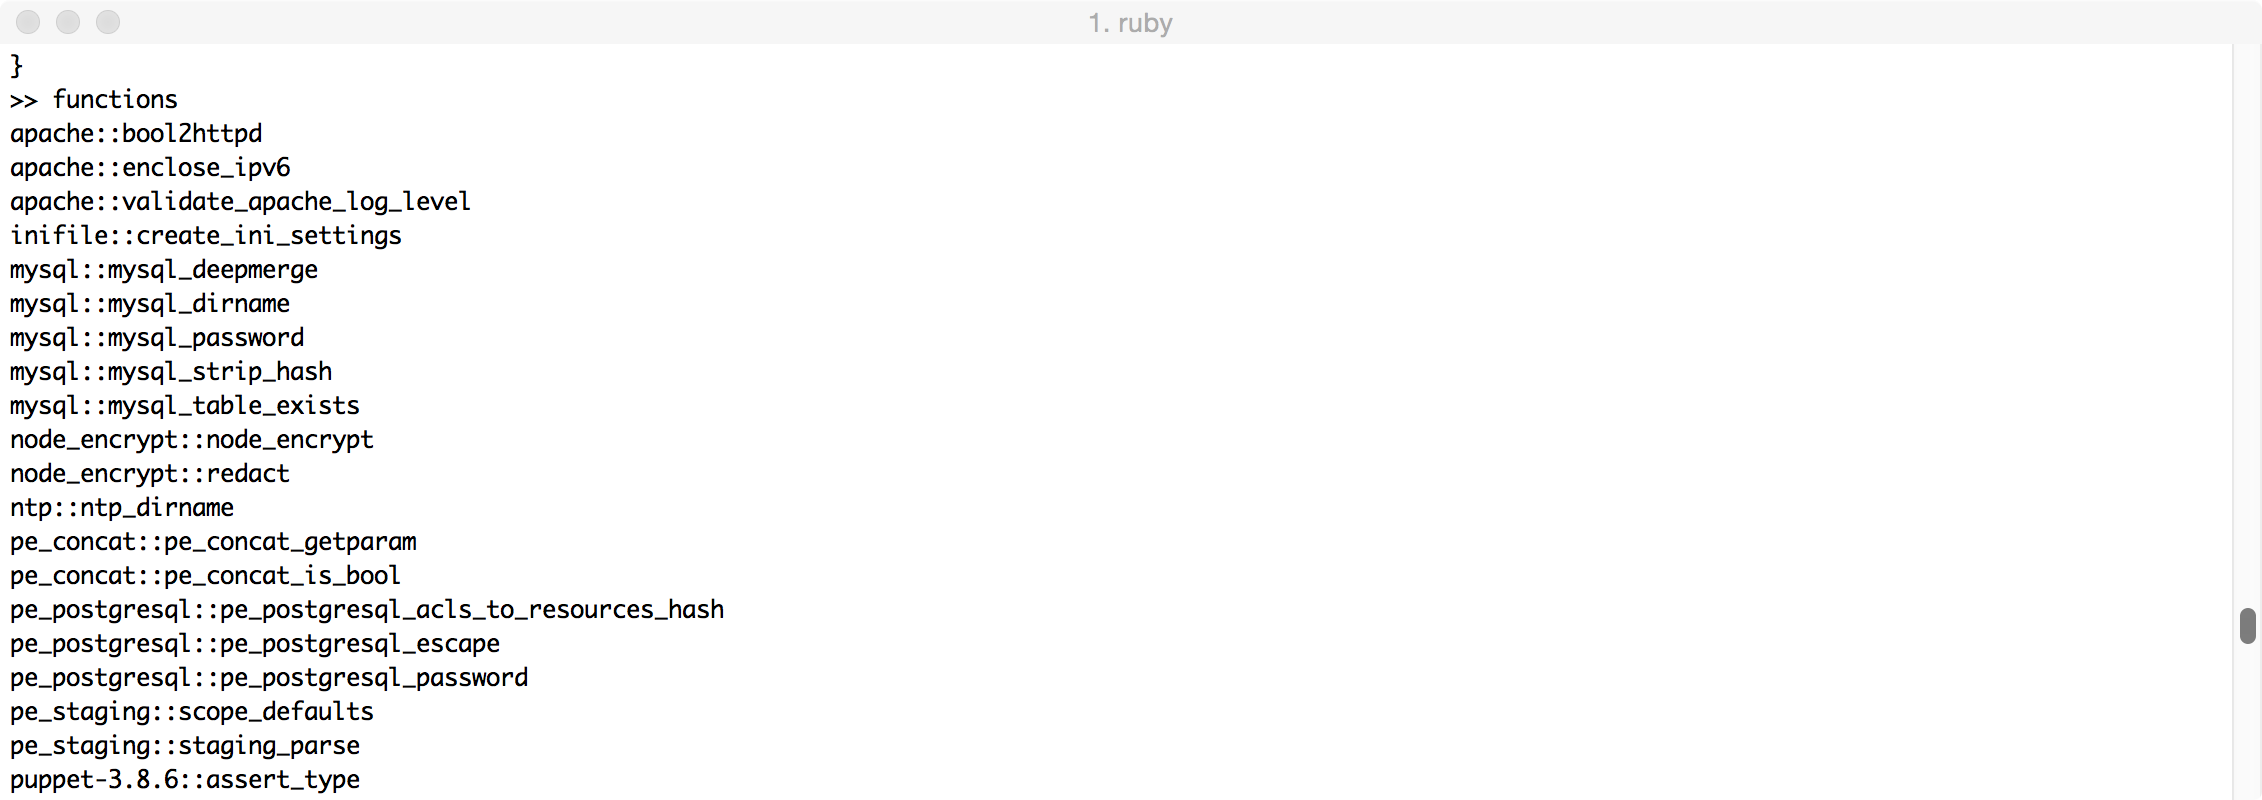 1. ruby
}
>> functions
apache::bool2httpd
apache::enclose_ipv6
apache::validate_apache_log_level
inifile::create_ini_settings
mysql::mysql_deepmerge
mysql::mysql_dirname
mysql::mysql_password
mysql::mysql_strip_hash
mysql::mysql_table_exists
node_encrypt::node_encrypt
node_encrypt::redact
ntp::ntp_dirname
pe_concat::pe_concat_getparam
pe_concat::pe_concat_is_bool
pe_postgresql::pe_postgresql_acls_to_resources_hash
pe_postgresql::pe_postgresql_escape
pe_postgresql::pe_postgresql_password
pe_staging::scope_defaults
pe_staging::staging_parse
puppet-3.8.6::assert_type